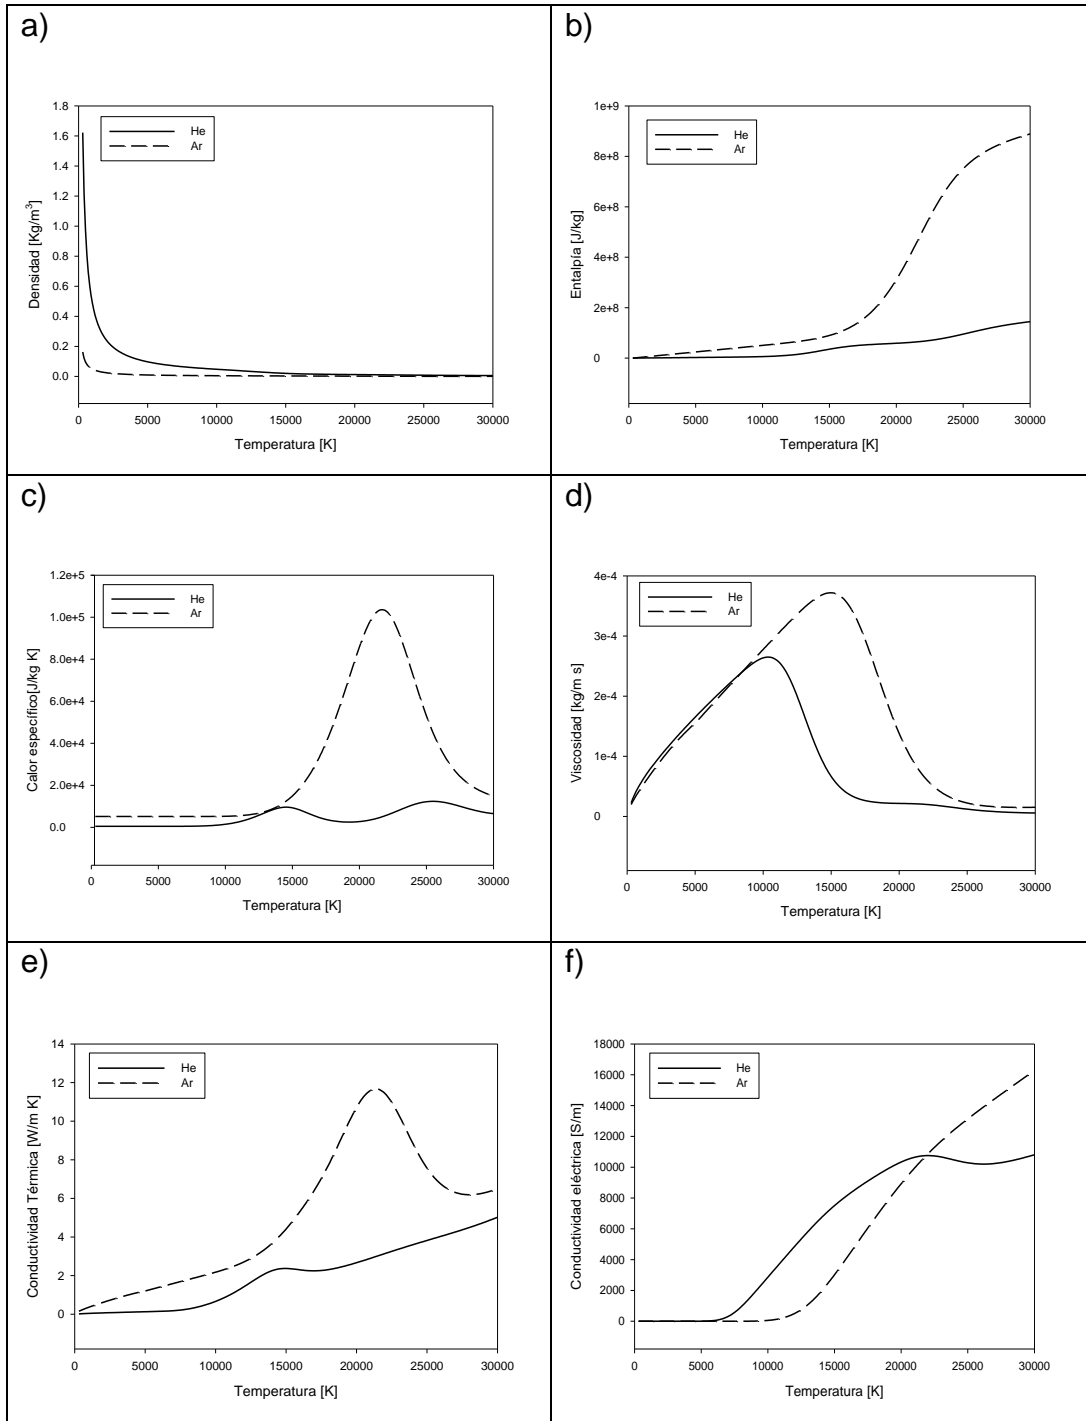 a)
Densidad [Kg/m³]
1.8
1.6
1.4
1.2
1.0
0.8
0.6
0.4
0.2
0.0
He
Ar
0 5000 10000 15000 20000 25000 30000
Temperatura [K]
b)
Entalpía [J/kg]
1e+9
8e+8
6e+8
4e+8
2e+8
0
He
Ar
0 5000 10000 15000 20000 25000 30000
Temperatura [K]
c)
Calor específico[J/kg K]
1.2e+5
1.0e+5
8.0e+4
6.0e+4
4.0e+4
2.0e+4
0.0
He
Ar
0 5000 10000 15000 20000 25000 30000
Temperatura [K]
d)
Viscosidad [kg/m s]
4e-4
3e-4
2e-4
1e-4
0
He
Ar
0 5000 10000 15000 20000 25000 30000
Temperatura [K]
e)
Conductividad Térmica [W/m K]
14
12
10
8
6
4
2
0
He
Ar
0 5000 10000 15000 20000 25000 30000
Temperatura [K]
f)
Conductividad eléctrica [S/m]
18000
16000
14000
12000
10000
8000
6000
4000
2000
0
He
Ar
0 5000 10000 15000 20000 25000 30000
Temperatura [K]